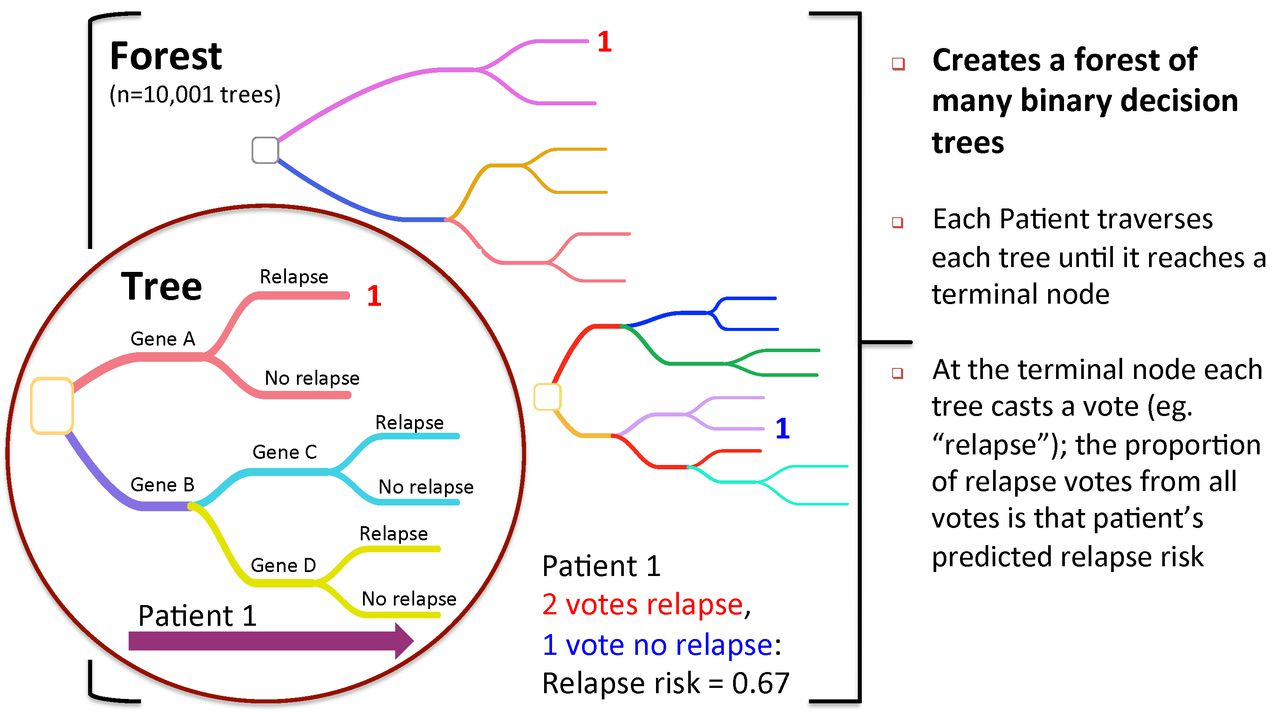 Forest
(n=10,001 trees)
1
Tree
Relapse
1
Gene A
No relapse
Relapse
Gene C
Gene B
No relapse
Relapse
Gene D
No relapse
Patient 1
1
Patient 1
2 votes relapse,
1 vote no relapse:
Relapse risk = 0.67
Creates a forest of
many binary decision
trees
Each Patient traverses
each tree until it reaches a
terminal node
At the terminal node each
tree casts a vote (eg.
“relapse”); the proportion
of relapse votes from all
votes is that patient’s
predicted relapse risk